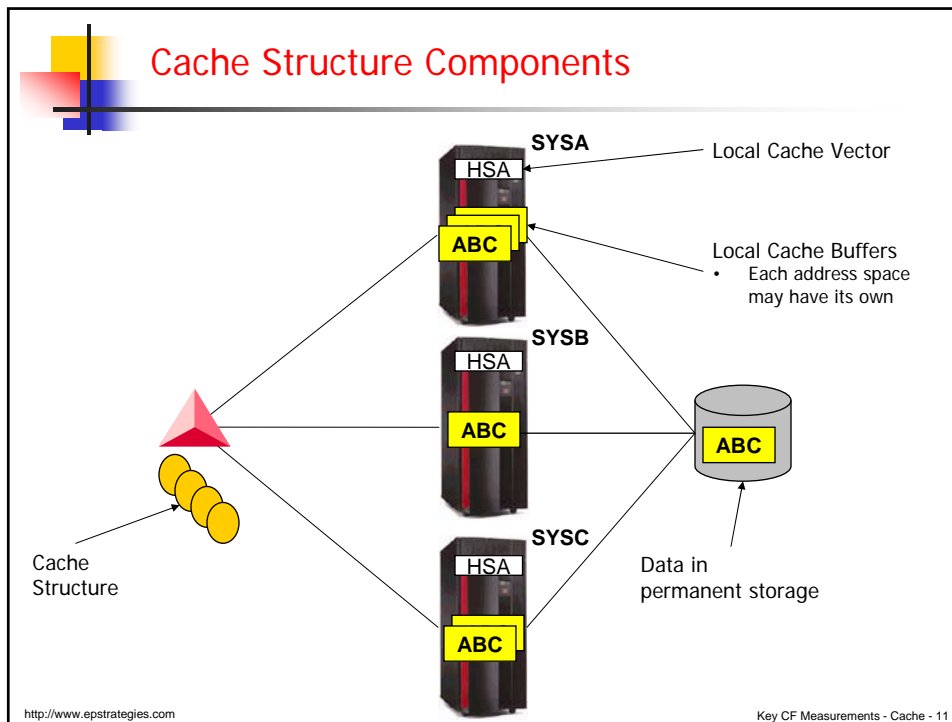 Cache Structure Components
SYSA
HSA
ABC
Local Cache Vector
Local Cache Buffers
• Each address space
may have its own
SYSB
HSA
ABC
ABC
SYSC
HSA
ABC
Cache
Structure
Data in
permanent storage
http://www.epstrategies.com
Key CF Measurements - Cache - 11